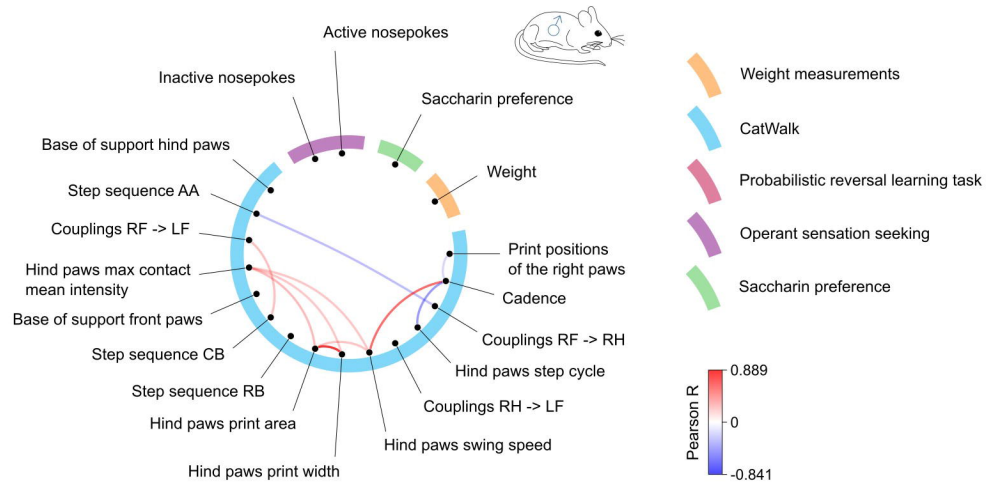 Active nosepokes
Inactive nosepokes
Saccharin preference
Base of support hind paws
Weight
Step sequence AA
Couplings RF -> LF
Print positions
of the right paws
Hind paws max contact
mean intensity
Cadence
Base of support front paws
Couplings RF -> RH
Step sequence CB
Hind paws step cycle
Step sequence RB
Couplings RH -> LF
Hind paws print area
Hind paws swing speed
Hind paws print width
Weight measurements
CatWalk
Probabilistic reversal learning task
Operant sensation seeking
Saccharin preference
Pearson R
0.889
0
-0.841